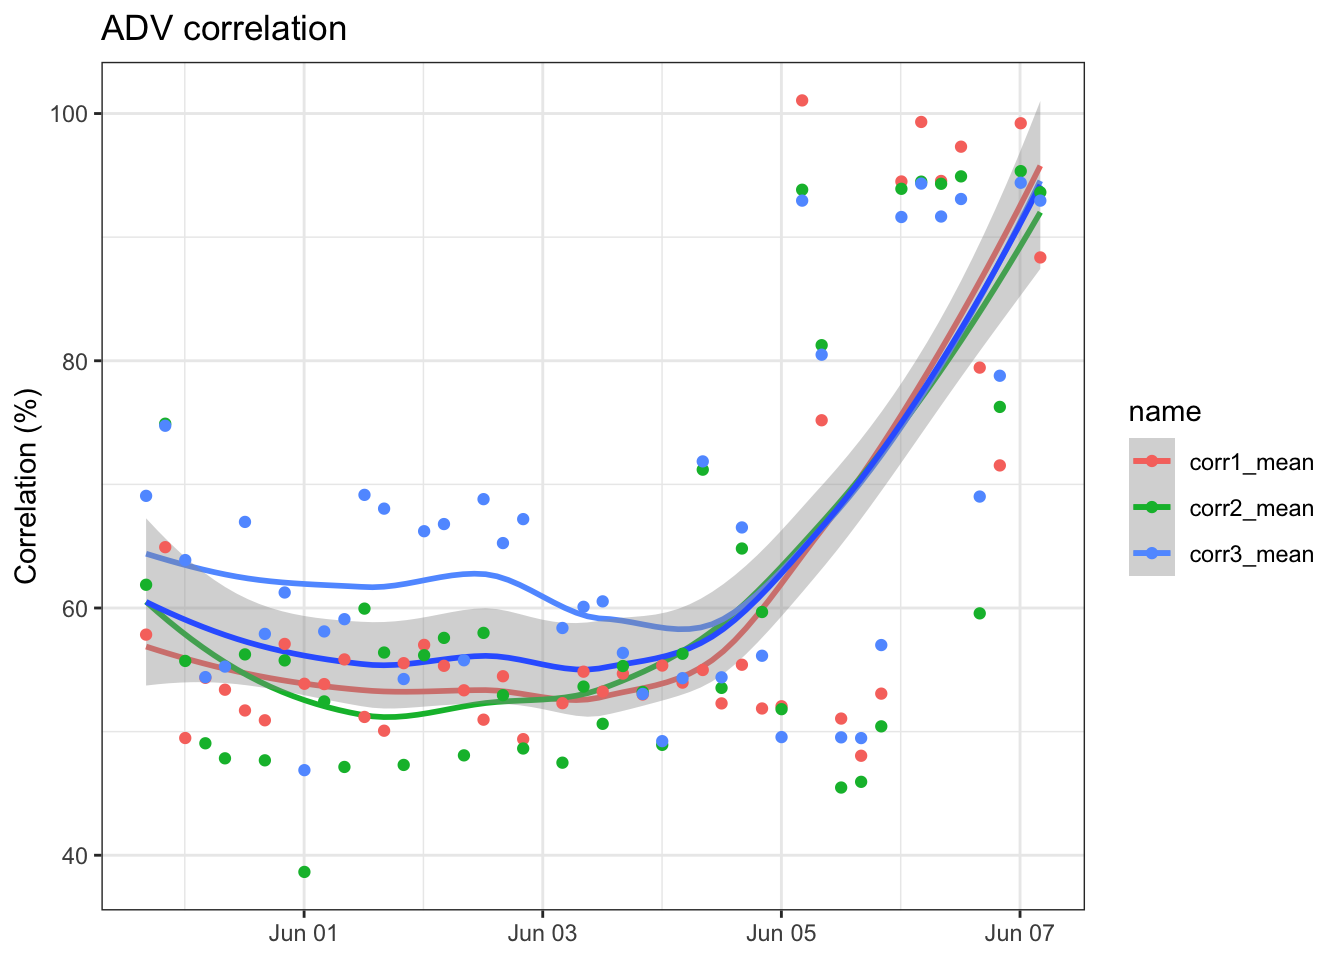 ADV correlation
Correlation (%)
100
80
60
40
Jun 01
Jun 03
Jun 05
Jun 07
name
corr1_mean
corr2_mean
corr3_mean